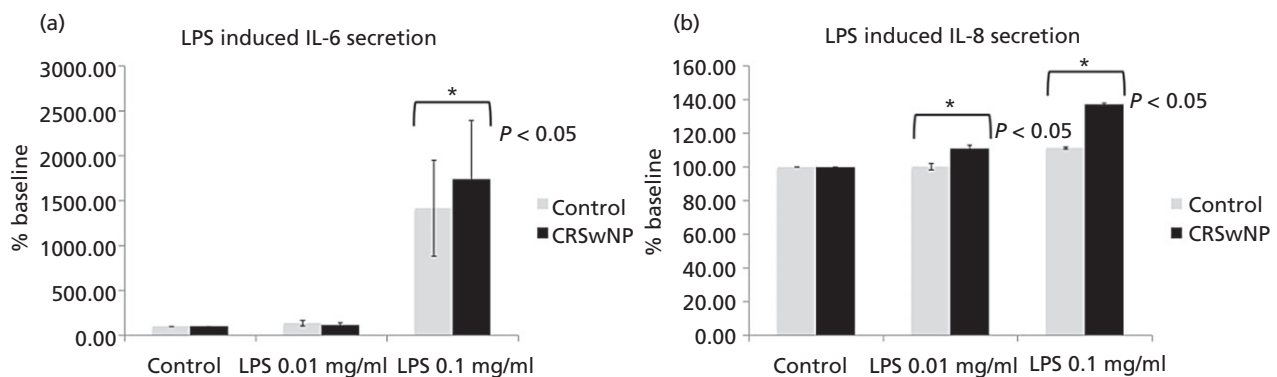 (a)
LPS induced IL-6 secretion
3000.00
2500.00
2000.00
1500.00
1000.00
500.00
0.00
% baseline
*
P < 0.05
Control
CRSwNP
Control
LPS 0.01 mg/ml
LPS 0.1 mg/ml
(b)
LPS induced IL-8 secretion
160.00
140.00
120.00
100.00
80.00
60.00
40.00
20.00
0.00
% baseline
*
P < 0.05
*
P < 0.05
Control
CRSwNP
Control
LPS 0.01 mg/ml
LPS 0.1 mg/ml